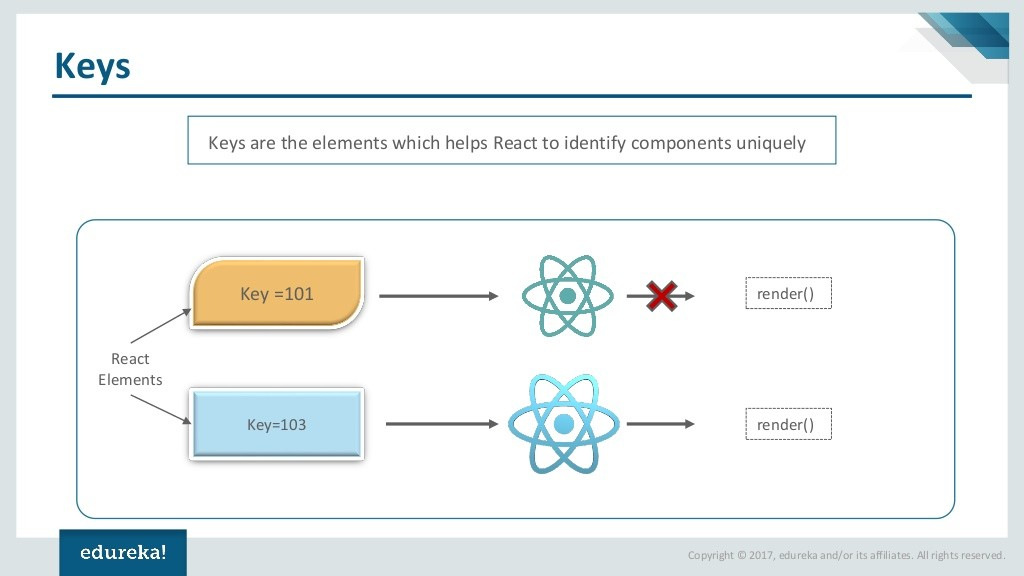 Keys
Keys are the elements which helps React to identify components uniquely
Key =101
render()
React
Elements
Key=103
render()
edureka!
Copyright © 2017, edureka and/or its affiliates. All rights reserved.